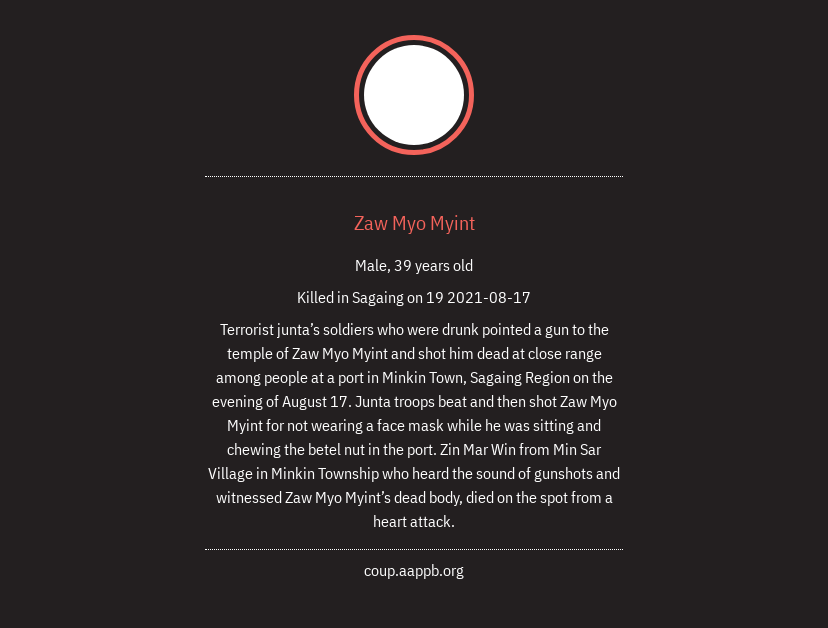 Zaw Myo Myint
Male, 39 years old
Killed in Sagaing on 19 2021-08-17
Terrorist junta’s soldiers who were drunk pointed a gun to the
temple of Zaw Myo Myint and shot him dead at close range
among people at a port in Minkin Town, Sagaing Region on the
evening of August 17. Junta troops beat and then shot Zaw Myo
Myint for not wearing a face mask while he was sitting and
chewing the betel nut in the port. Zin Mar Win from Min Sar
Village in Minkin Township who heard the sound of gunshots and
witnessed Zaw Myo Myint’s dead body, died on the spot from a
heart attack.
coup.aappb.org